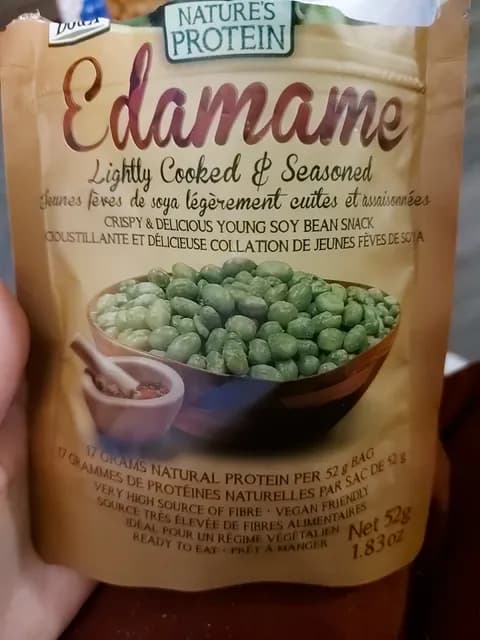 NATURE'S
PROTEIN
Edamame
Lightly Cooked & Seasoned
Jeunes fèves de soya légèrement cuites et assaisonnées
CRISPY & DELICIOUS YOUNG SOY BEAN SNACK
CROUSTILLANTE ET DÉLICIEUSE COLLATION DE JEUNES FÈVES DE SOYA
17 GRAMS NATURAL PROTEIN PER 52 g BAG
17 GRAMMES DE PROTÉINES NATURELLES PAR SAC DE 52 g
VERY HIGH SOURCE OF FIBRE · VEGAN FRIENDLY
SOURCE TRÈS ÉLEVÉE DE FIBRES ALIMENTAIRES
IDÉAL POUR UN RÉGIME VÉGÉTALIEN
READY TO EAT · PRÊT À MANGER
Net 52g
1.83oz